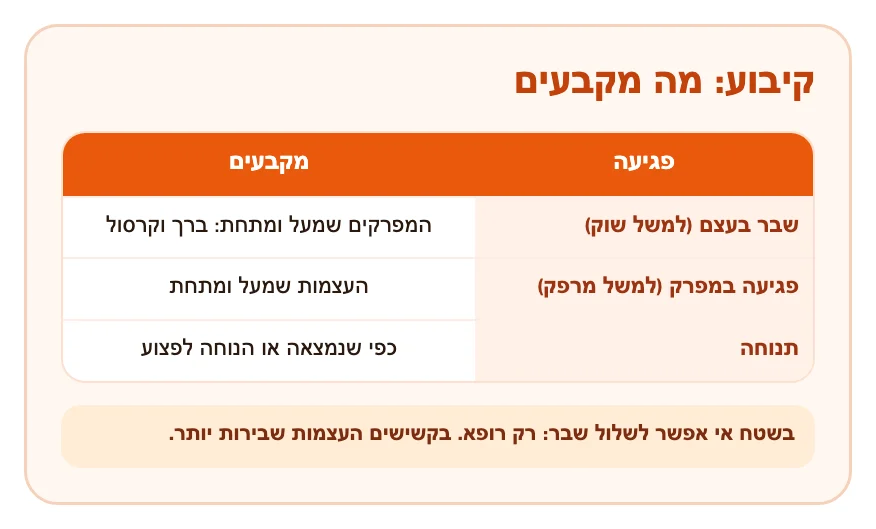 קיבוע: מה מקבעים
פגיעה מקבעים
שבר בעצם (למשל שוק) המפרקים שמעל ומתחת: ברך וקרסול
פגיעה במפרק (למשל מרפק) העצמות שמעל ומתחת
תנוחה כפי שנמצאה או הנוחה לפצוע
בשטח אי אפשר לשלול שבר: רק רופא. בקשישים העצמות שבירות יותר.